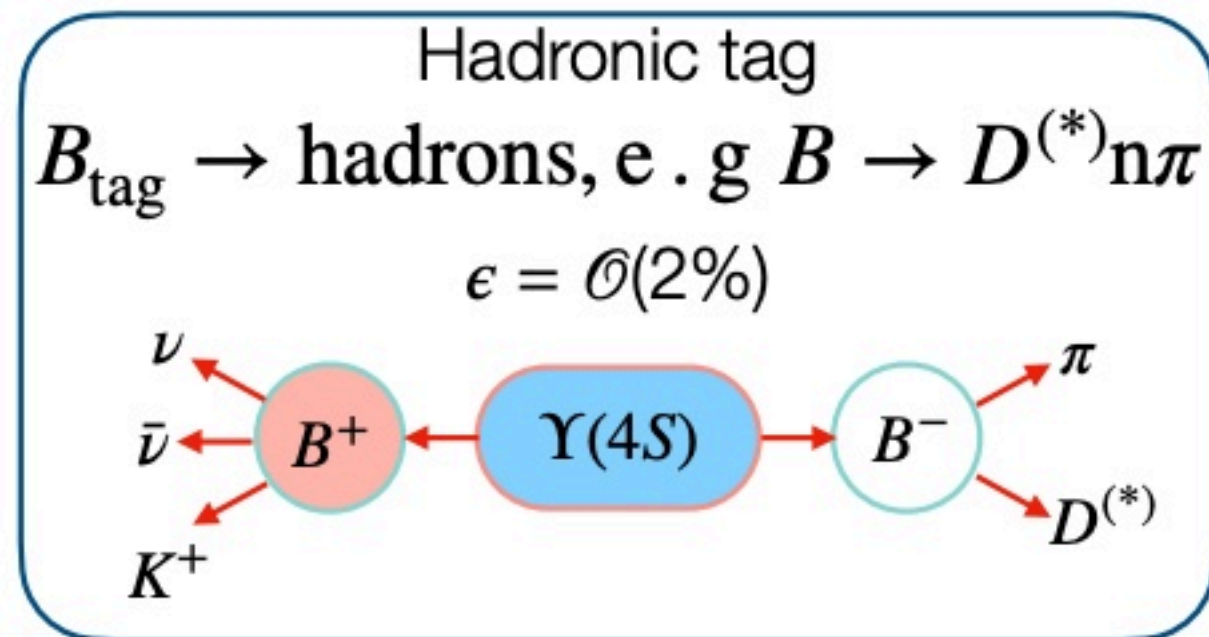 Hadronic tag
B_tag → hadrons, e . g B → D^(*)nπ
ϵ = 𝒪(2%)
ν
π
ν̄
B⁺
Υ(4S)
B⁻
K⁺
D^(*)